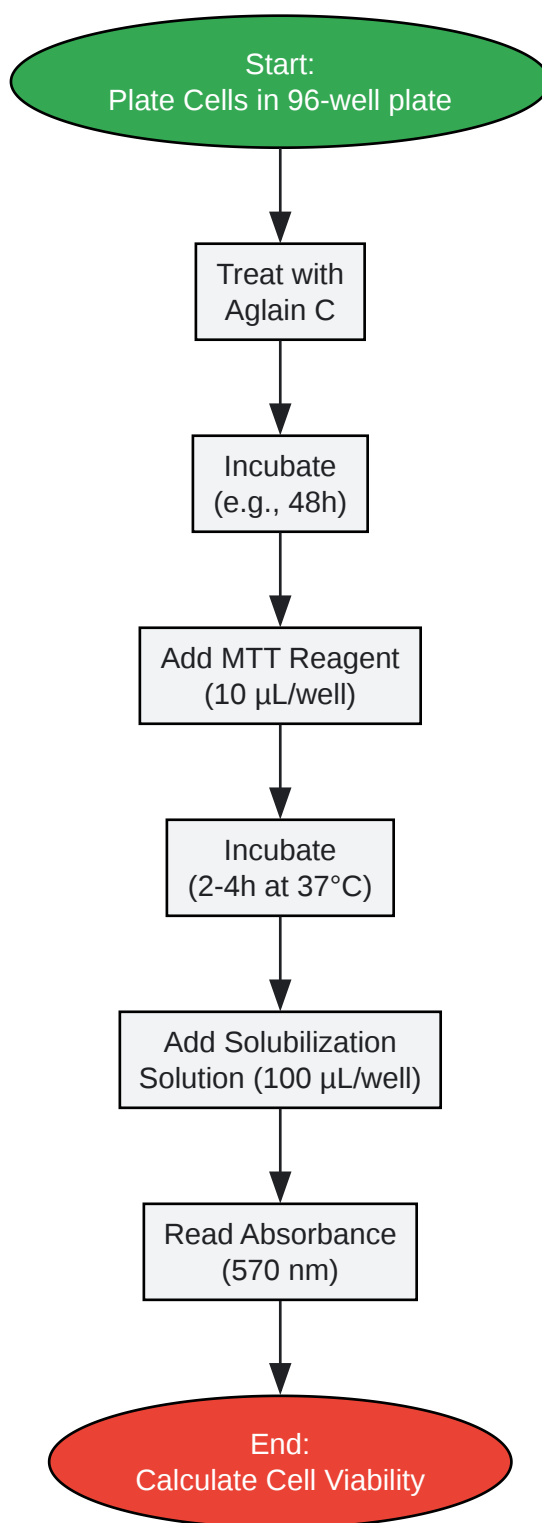 Start:
Plate Cells in 96-well plate
Treat with
Aglain C
Incubate
(e.g., 48h)
Add MTT Reagent
(10 µL/well)
Incubate
(2-4h at 37°C)
Add Solubilization
Solution (100 µL/well)
Read Absorbance
(570 nm)
End:
Calculate Cell Viability